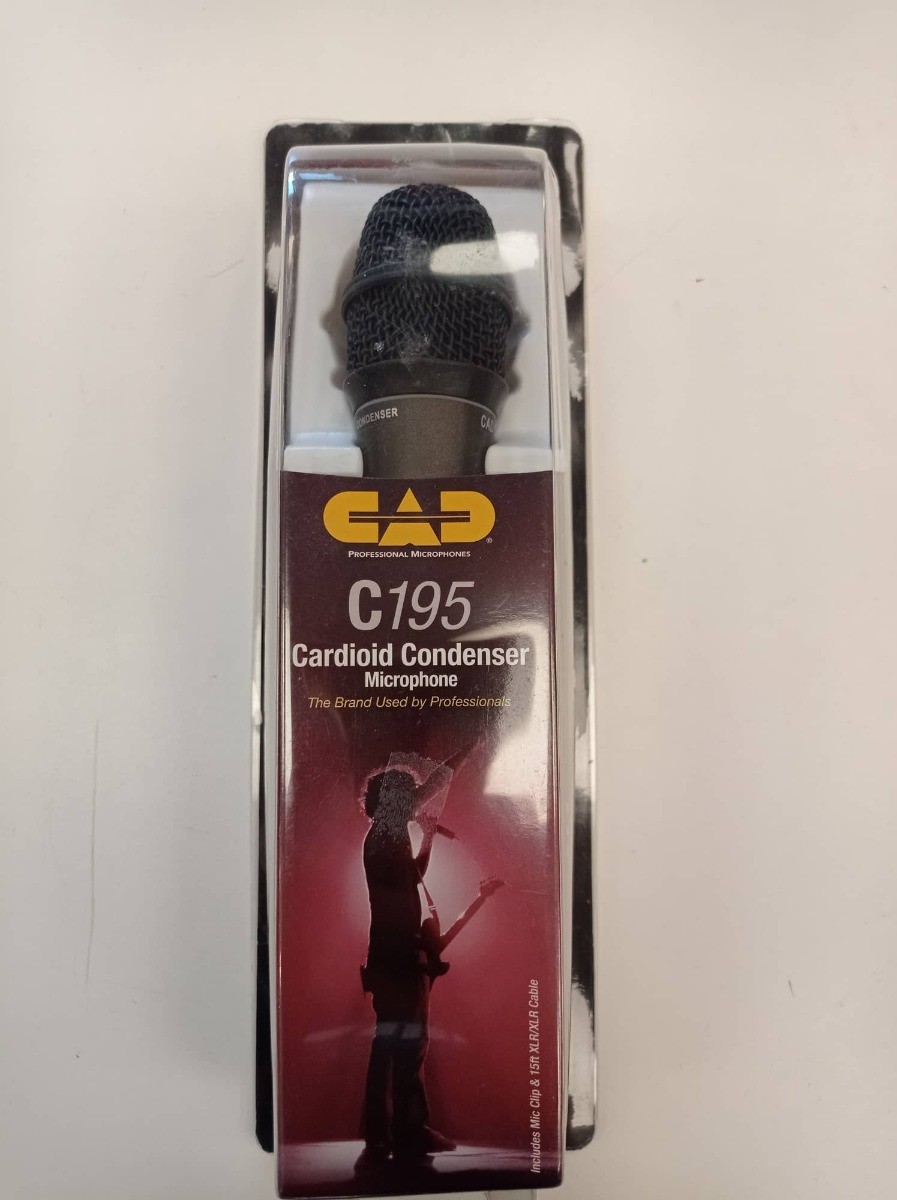 CONDENSER
CAD®
PROFESSIONAL MICROPHONES
C195
Cardioid Condenser
Microphone
The Brand Used by Professionals
Includes Mic Clip & 15ft XLR/XLR Cable